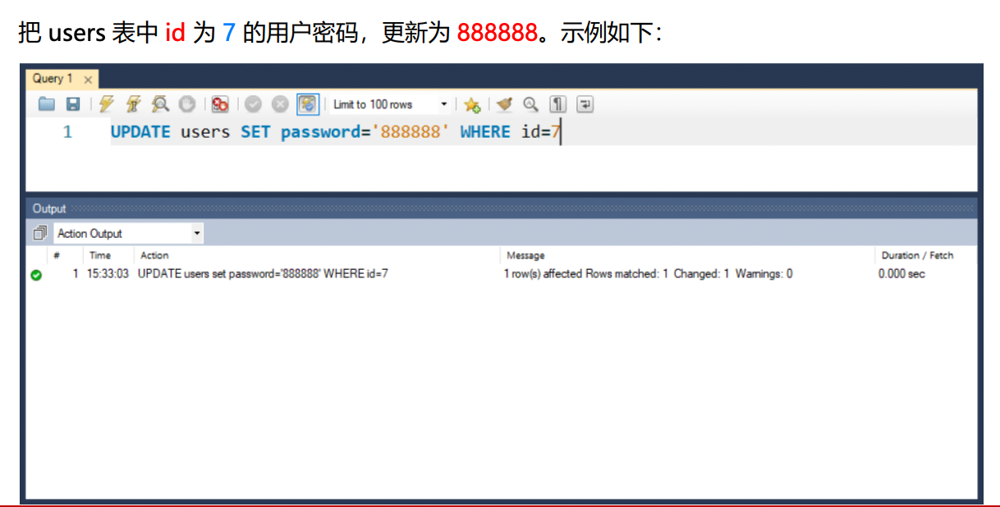 把 users 表中 id 为 7 的用户密码，更新为 888888。示例如下：
Query 1
Limit to 100 rows
1 UPDATE users SET password='888888' WHERE id=7
Output
Action Output
# Time Action Message Duration / Fetch
1 15:33:03 UPDATE users set password='888888' WHERE id=7 1 row(s) affected Rows matched: 1 Changed: 1 Warnings: 0 0.000 sec